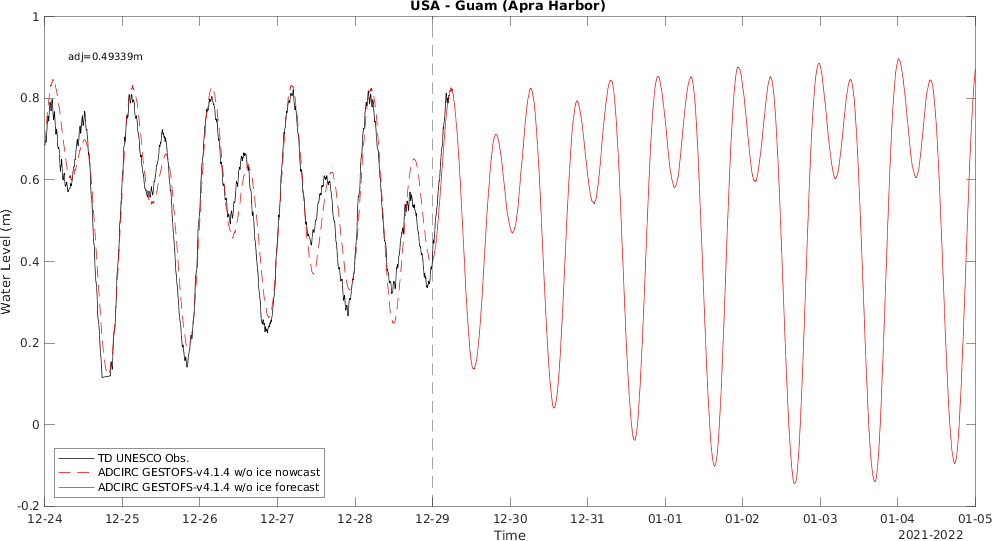 USA - Guam (Apra Harbor)
adj=0.49339m
1
0.8
0.6
0.4
0.2
0
-0.2
Water Level (m)
TD UNESCO Obs.
ADCIRC GESTOFS-v4.1.4 w/o ice nowcast
ADCIRC GESTOFS-v4.1.4 w/o ice forecast
12-24 12-25 12-26 12-27 12-28 12-29 12-30 12-31 01-01 01-02 01-03 01-04 01-05
Time
2021-2022